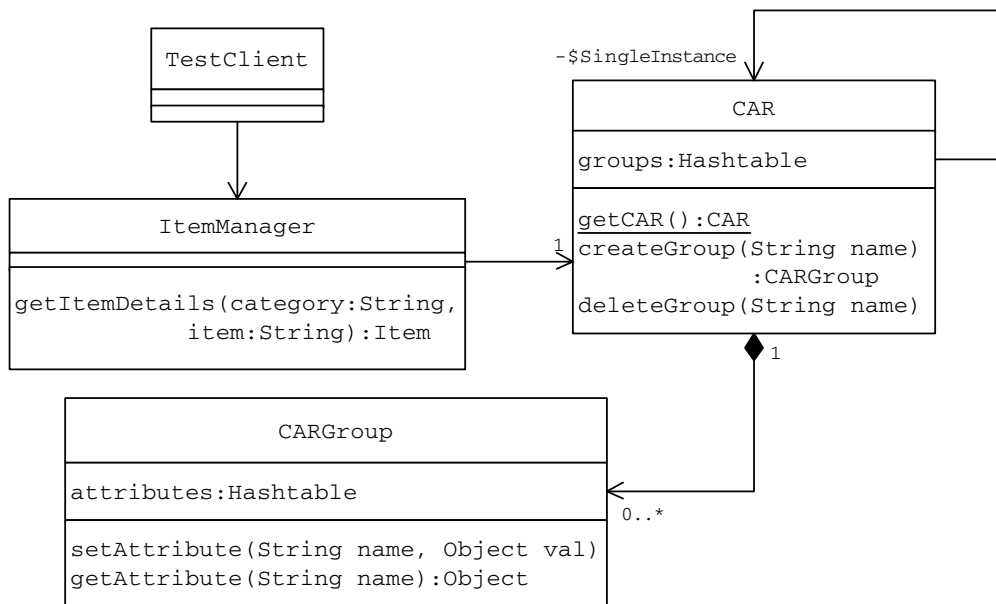 TestClient
-$SingleInstance
CAR
groups:Hashtable
getCAR():CAR
createGroup(String name)
:CARGroup
deleteGroup(String name)
ItemManager
getItemDetails(category:String,
item:String):Item
1
1
CARGroup
attributes:Hashtable
0..*
setAttribute(String name, Object val)
getAttribute(String name):Object